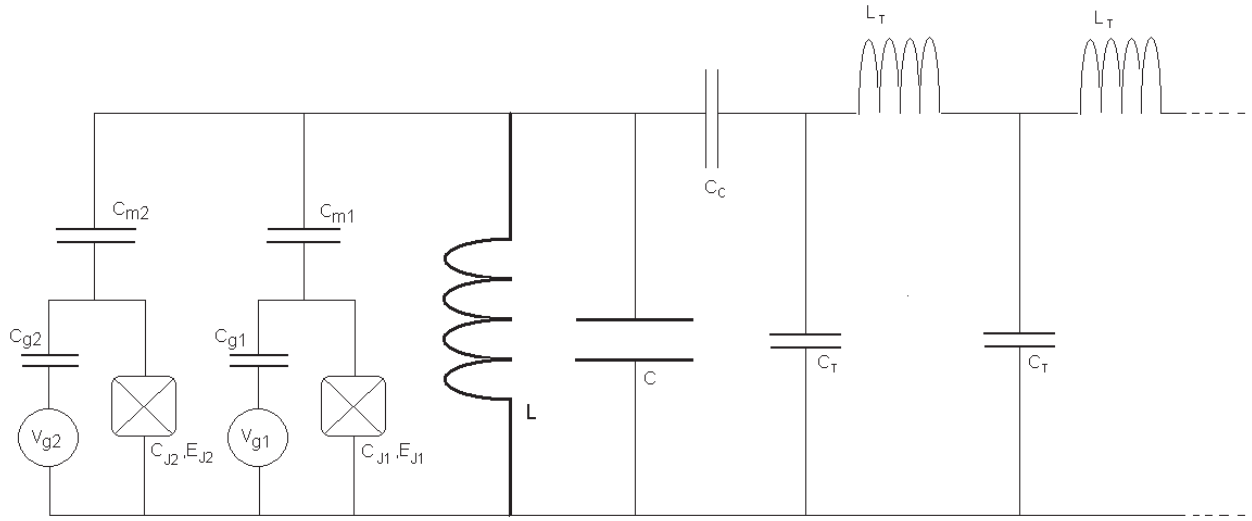 L_T L_T
C_C
C_m2 C_m1
C_g2 C_g1
C_T C_T
C
L
V_g2 C_J2,E_J2 V_g1 C_J1,E_J1